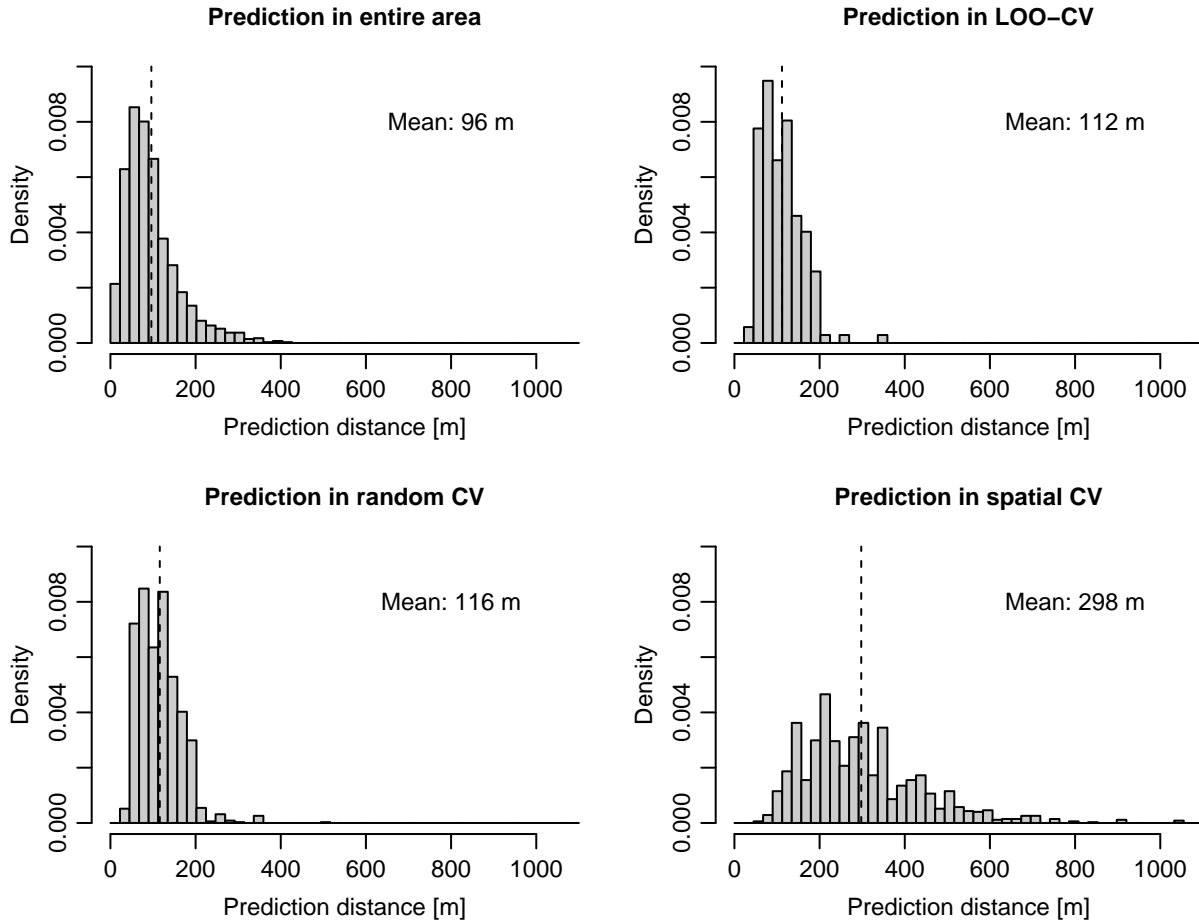 Prediction in entire area
Mean: 96 m
Density
0.000 0.004 0.008
0 200 400 600 800 1000
Prediction distance [m]
Prediction in LOO−CV
Mean: 112 m
Density
0.000 0.004 0.008
0 200 400 600 800 1000
Prediction distance [m]
Prediction in random CV
Mean: 116 m
Density
0.000 0.004 0.008
0 200 400 600 800 1000
Prediction distance [m]
Prediction in spatial CV
Mean: 298 m
Density
0.000 0.004 0.008
0 200 400 600 800 1000
Prediction distance [m]